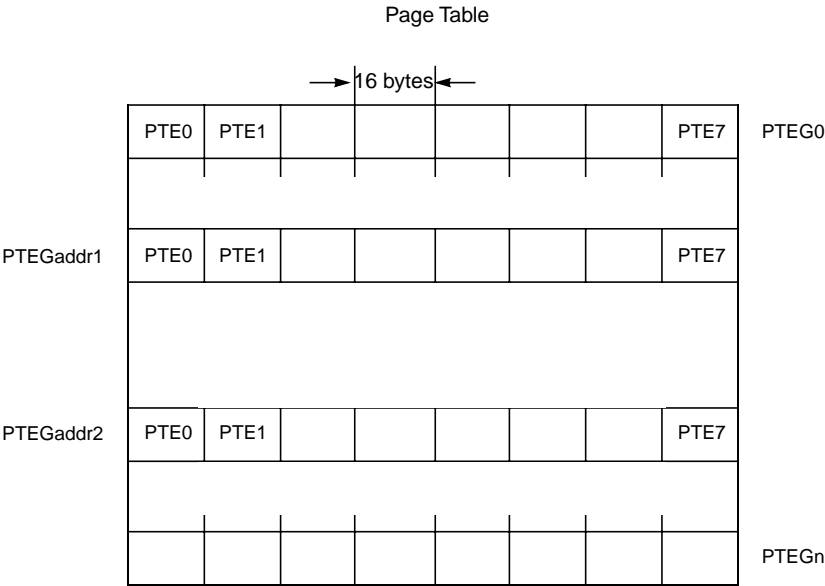 Page Table
16 bytes
PTE0 PTE1 PTE7 PTEG0
PTEGaddr1 PTE0 PTE1 PTE7
PTEGaddr2 PTE0 PTE1 PTE7
PTEGn